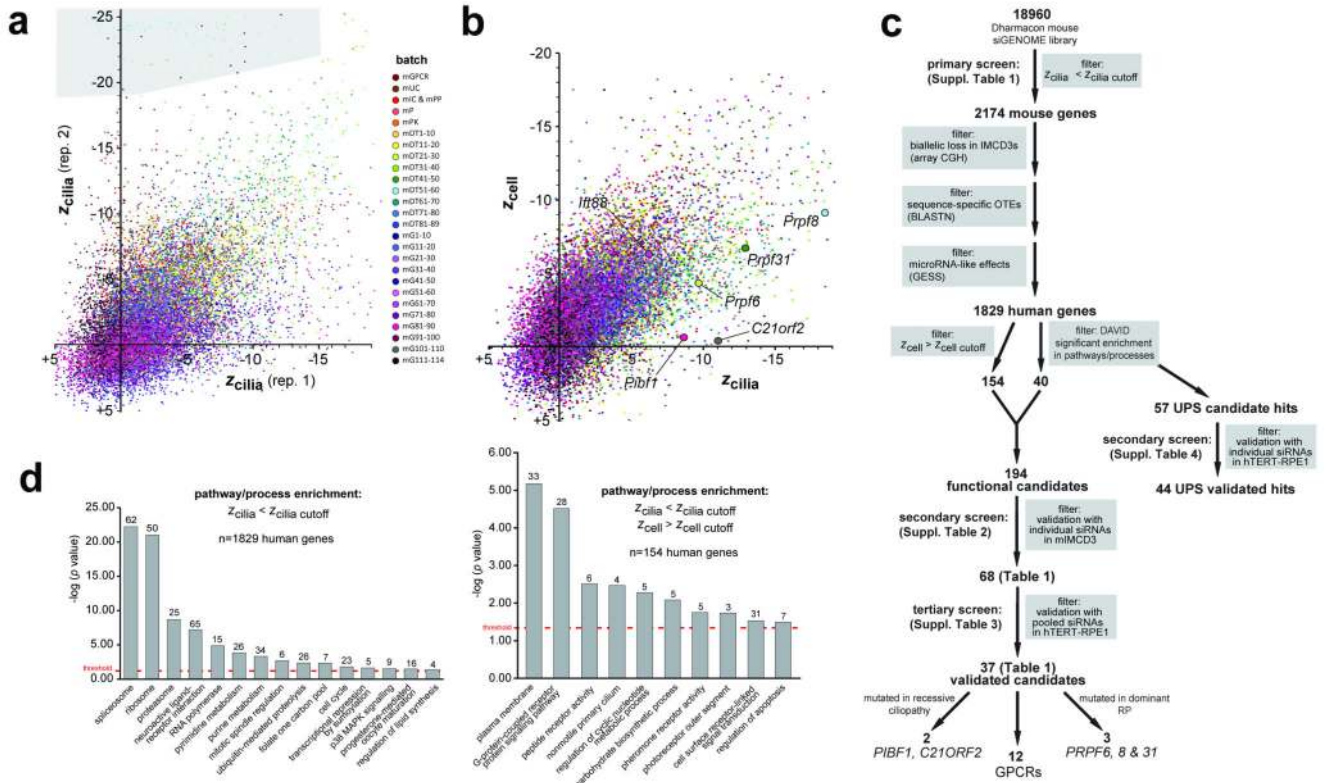 a
-25
-20
-15
-10
-5
+5
+5
-5
-10
-15
zcilia (rep. 2)
zcilia (rep. 1)
batch
mGPCR
mUC
mIC & mPP
mP
mPK
mDT1-10
mDT11-20
mDT21-30
mDT31-40
mDT41-50
mDT51-60
mDT61-70
mDT71-80
mDT81-89
mG1-10
mG11-20
mG21-30
mG31-40
mG41-50
mG51-60
mG61-70
mG71-80
mG81-90
mG91-100
mG101-110
mG111-114
b
-20
-15
-10
-5
+5
+5
-5
-10
-15
zcell
zcilia
Ift88
Prpf8
Prpf31
Prpf6
C21orf2
Pibf1
c
18960
Dharmacon mouse
siGENOME library
primary screen:
(Suppl. Table 1)
filter:
zcilia < zcilia cutoff
2174 mouse genes
filter:
biallelic loss in IMCD3s
(array CGH)
filter:
sequence-specific OTEs
(BLASTN)
filter:
microRNA-like effects
(GESS)
1829 human genes
filter:
zcell > zcell cutoff
filter: DAVID
significant enrichment
in pathways/processes
154
40
57 UPS candidate hits
secondary screen:
(Suppl. Table 4)
filter:
validation with
individual siRNAs
in hTERT-RPE1
44 UPS validated hits
194
functional candidates
secondary screen:
(Suppl. Table 2)
filter:
validation with
individual siRNAs
in mIMCD3
68 (Table 1)
tertiary screen:
(Suppl. Table 3)
filter:
validation with
pooled siRNAs
in hTERT-RPE1
37 (Table 1)
validated candidates
mutated in recessive
ciliopathy
mutated in dominant
RP
2
PIBF1, C21ORF2
12
GPCRs
3
PRPF6, 8 & 31
d
-log (p value)
25.00
20.00
15.00
10.00
5.00
0.00
threshold
pathway/process enrichment:
zcilia < zcilia cutoff
n=1829 human genes
62
50
25
65
15
26
34
6
26
7
23
5
9
16
4
spliceosome
ribosome
proteasome
neuroactive ligand-
receptor interaction
RNA polymerase
pyrimidine metabolism
purine metabolism
mitotic spindle regulation
ubiquitin-mediated proteolysis
folate one carbon pool
cell cycle
transcriptional repression
by sumoylation
p38 MAPK signalling
progesterone-mediated
oocyte maturation
regulation of lipid synthesis
-log (p value)
6.00
5.00
4.00
3.00
2.00
1.00
0.00
threshold
pathway/process enrichment:
zcilia < zcilia cutoff
zcell > zcell cutoff
n=154 human genes
33
28
6
4
5
5
5
3
31
7
plasma membrane
G-protein-coupled receptor
protein signaling pathway
peptide receptor activity
nonmotile primary cilium
regulation of cyclic nucleotide
metabolic process
carbohydrate biosynthetic process
pheromone receptor activity
photoreceptor outer segment
cell surface receptor-linked
signal transduction
regulation of apoptosis